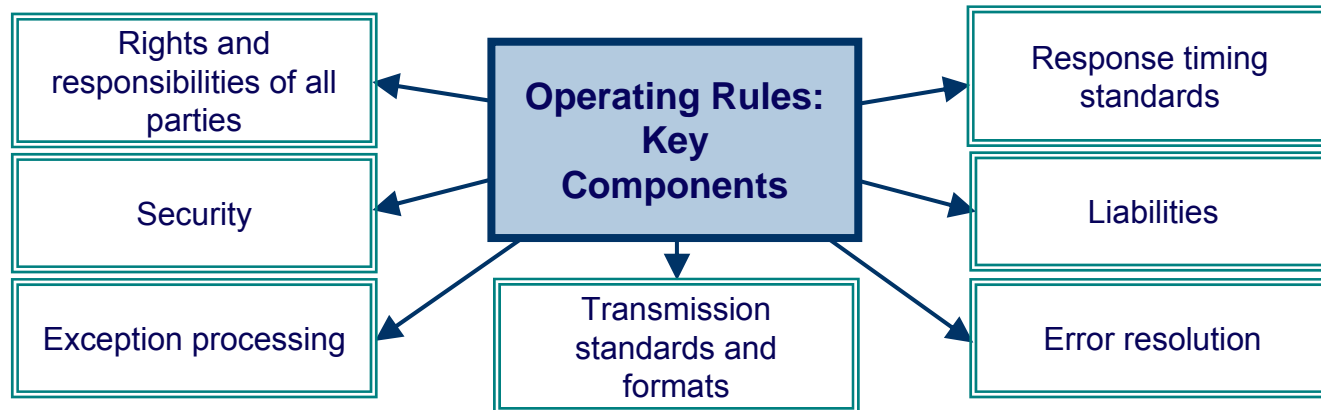 Rights and
responsibilities of all
parties
Security
Exception processing
Operating Rules:
Key
Components
Transmission
standards and
formats
Response timing
standards
Liabilities
Error resolution